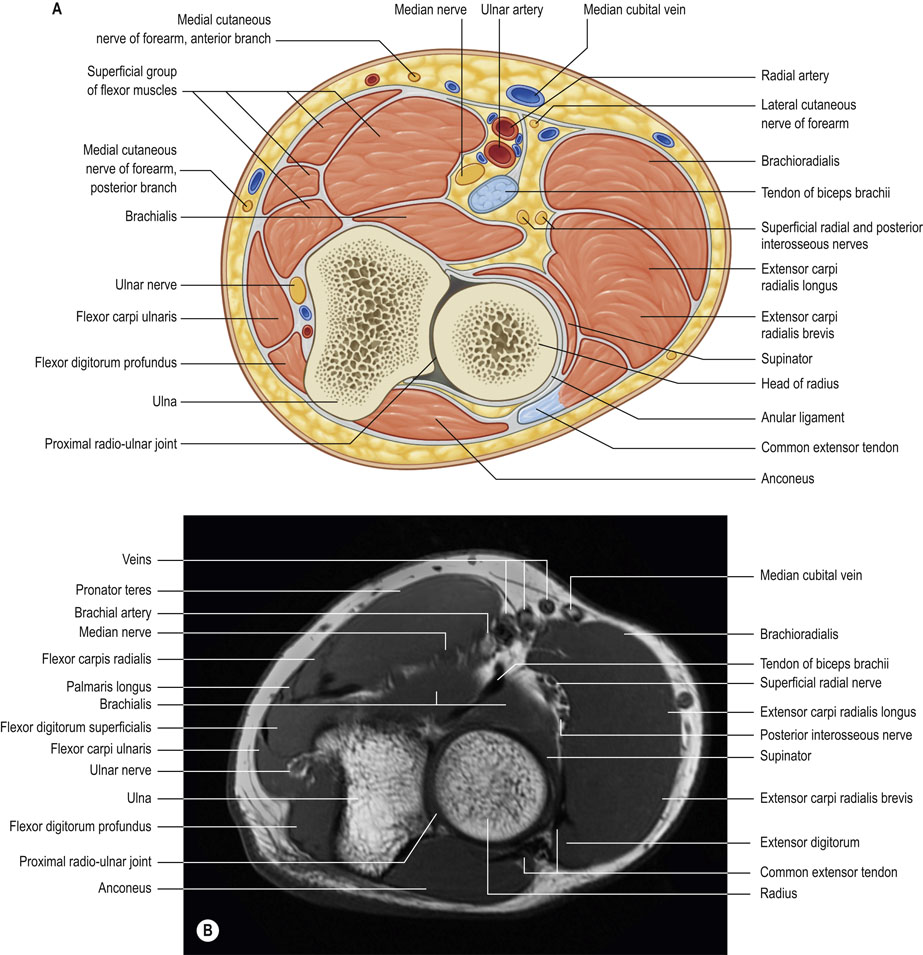 A
Median nerve
Ulnar artery
Median cubital vein
Medial cutaneous
nerve of forearm, anterior branch
Superficial group
of flexor muscles
Medial cutaneous
nerve of forearm,
posterior branch
Brachialis
Ulnar nerve
Flexor carpi ulnaris
Flexor digitorum profundus
Ulna
Proximal radio-ulnar joint
Radial artery
Lateral cutaneous
nerve of forearm
Brachioradialis
Tendon of biceps brachii
Superficial radial and posterior
interosseous nerves
Extensor carpi
radialis longus
Extensor carpi
radialis brevis
Supinator
Head of radius
Anular ligament
Common extensor tendon
Anconeus
Veins
Pronator teres
Brachial artery
Median nerve
Flexor carpis radialis
Palmaris longus
Brachialis
Flexor digitorum superficialis
Flexor carpi ulnaris
Ulnar nerve
Ulna
Flexor digitorum profundus
Proximal radio-ulnar joint
Anconeus
Median cubital vein
Brachioradialis
Tendon of biceps brachii
Superficial radial nerve
Extensor carpi radialis longus
Posterior interosseous nerve
Supinator
Extensor carpi radialis brevis
Extensor digitorum
Common extensor tendon
Radius
B